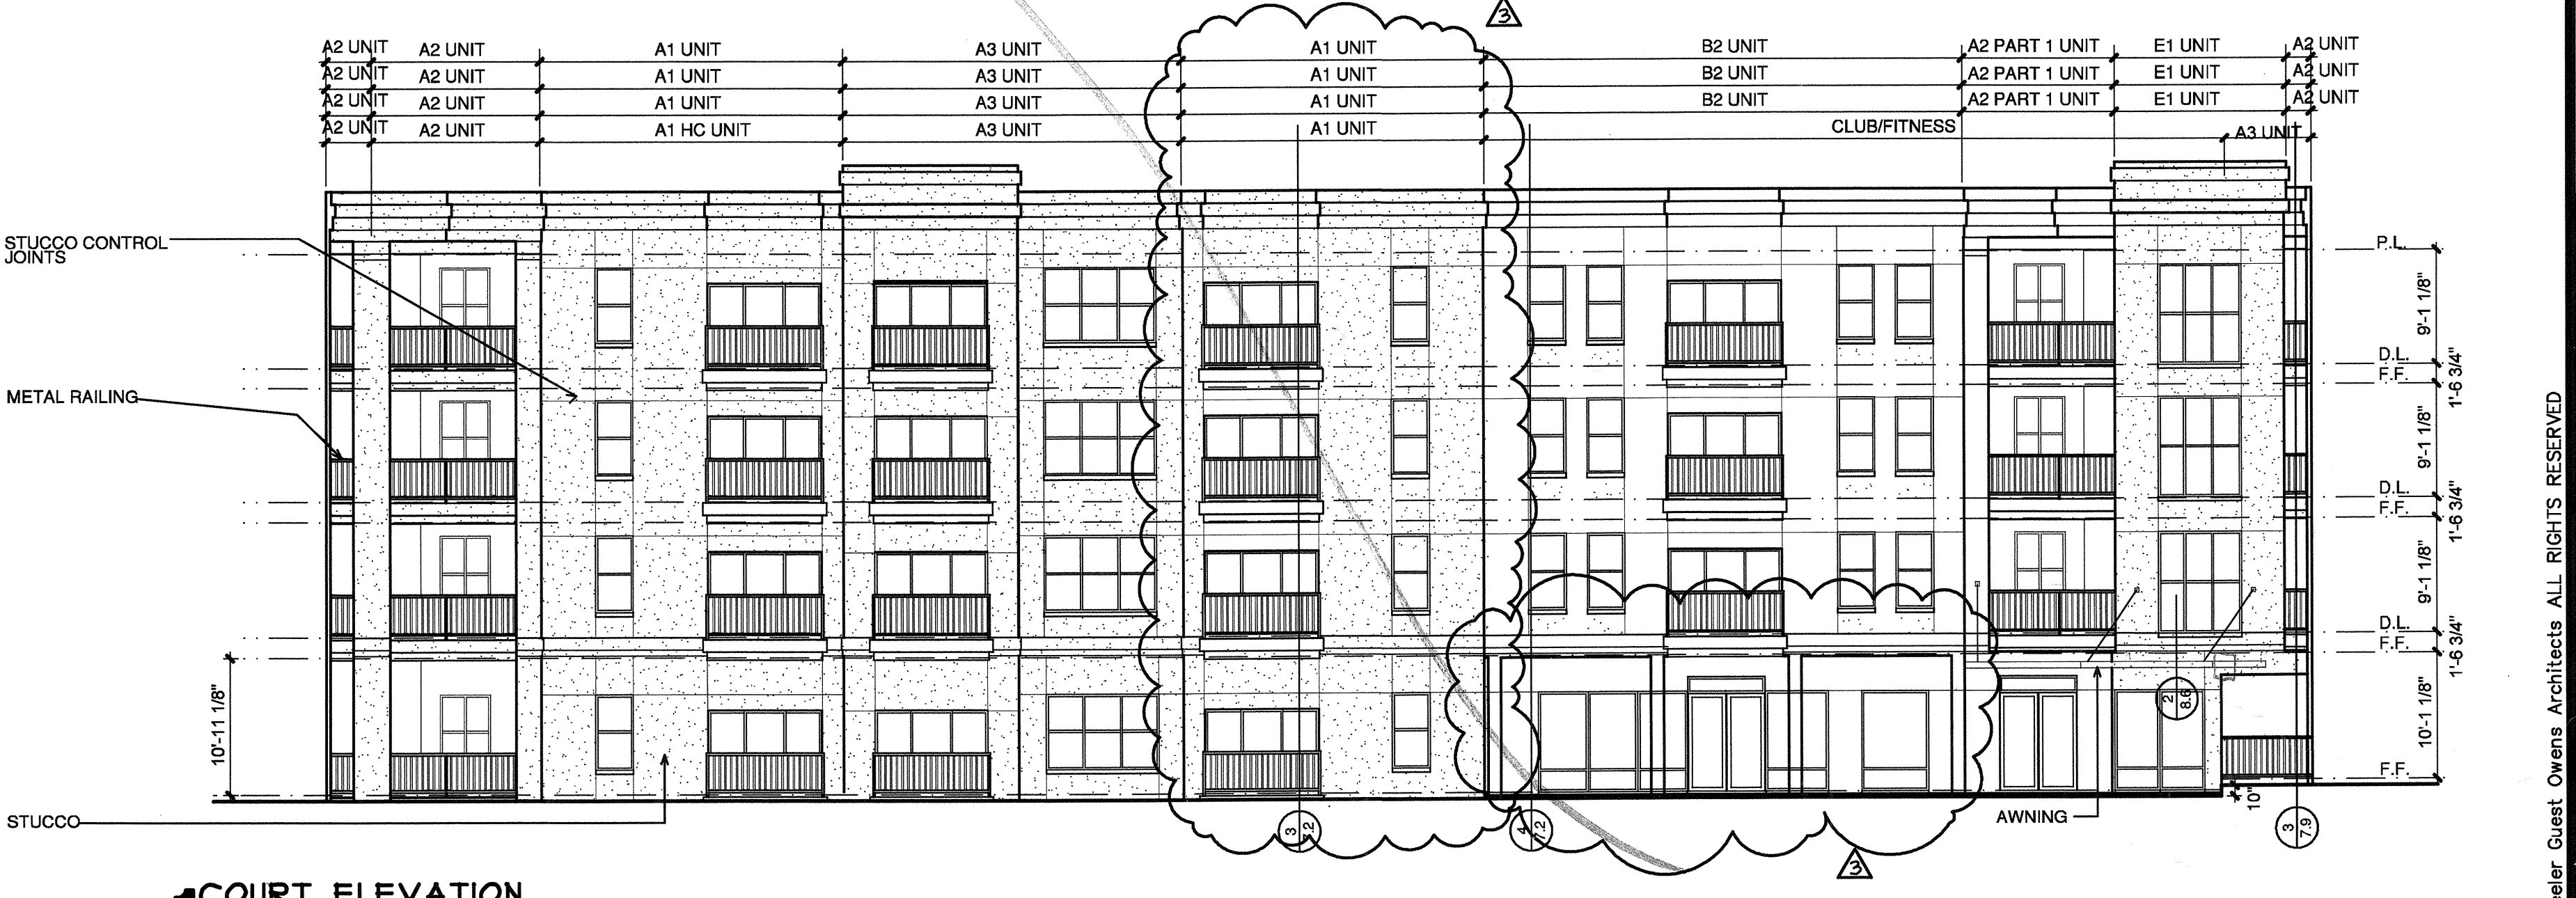 3
A2 UNIT A2 UNIT A1 UNIT A3 UNIT A1 UNIT B2 UNIT A2 PART 1 UNIT E1 UNIT A2 UNIT
A2 UNIT A2 UNIT A1 UNIT A3 UNIT A1 UNIT B2 UNIT A2 PART 1 UNIT E1 UNIT A2 UNIT
A2 UNIT A2 UNIT A1 UNIT A3 UNIT A1 UNIT B2 UNIT A2 PART 1 UNIT E1 UNIT A2 UNIT
A2 UNIT A2 UNIT A1 HC UNIT A3 UNIT A1 UNIT CLUB/FITNESS A3 UNIT
STUCCO CONTROL
JOINTS
METAL RAILING
STUCCO
10'-11 1/8"
P.L.
9'-1 1/8"
D.L.
1'-6 3/4"
F.F.
9'-1 1/8"
D.L.
1'-6 3/4"
F.F.
9'-1 1/8"
D.L.
1'-6 3/4"
F.F.
10'-1 1/8"
F.F.
10"
2
8.6
AWNING
3
7.2
4
7.2
3
7.9
3
COURT ELEVATION
eeler Guest Owens Architects ALL RIGHTS RESERVED